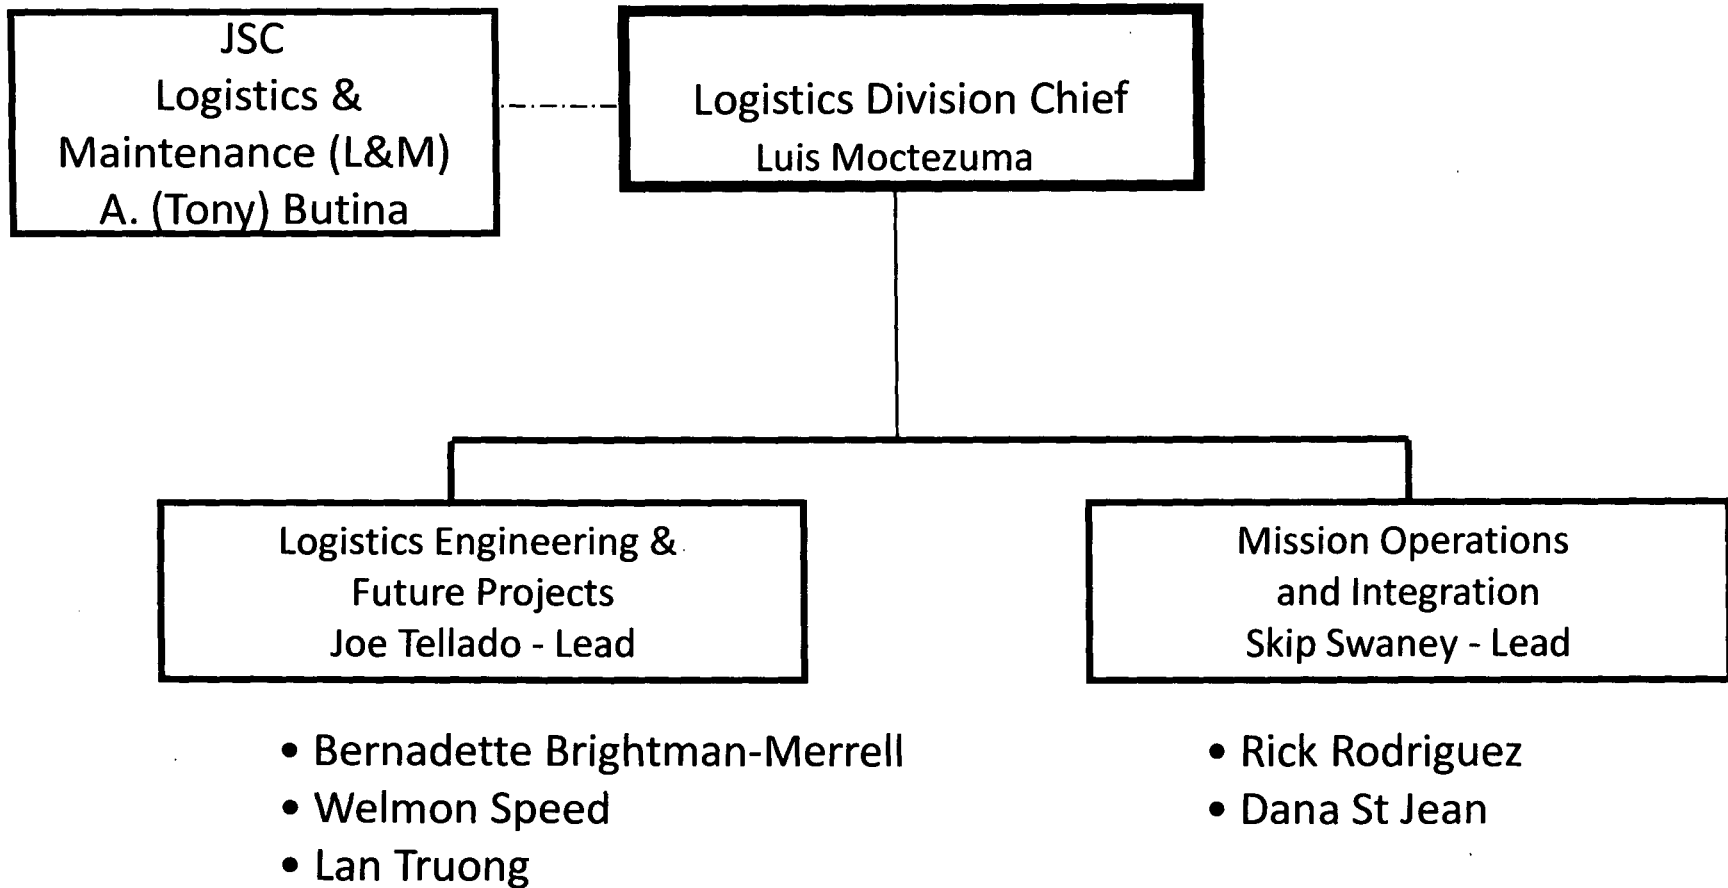 JSC
Logistics &
Maintenance (L&M)
A. (Tony) Butina
Logistics Division Chief
Luis Moctezuma
Logistics Engineering &
Future Projects
Joe Tellado - Lead
• Bernadette Brightman-Merrell
• Welmon Speed
• Lan Truong
Mission Operations
and Integration
Skip Swaney - Lead
• Rick Rodriguez
• Dana St Jean